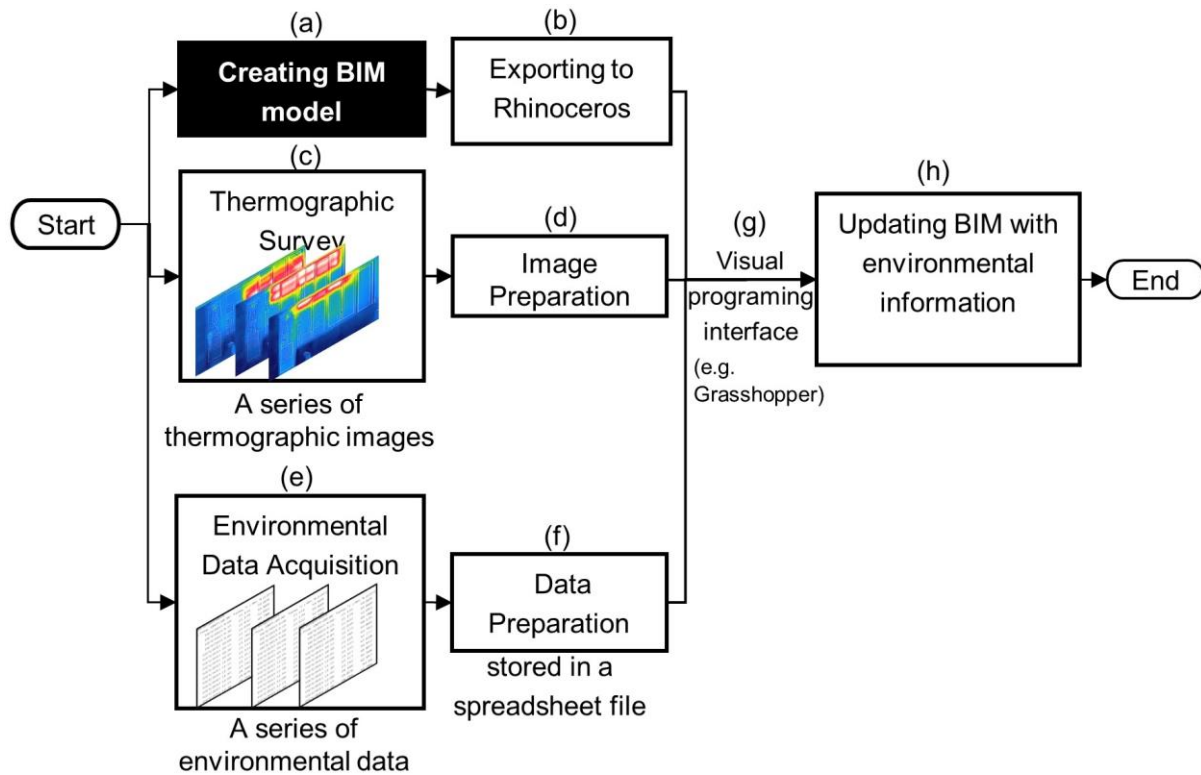 (a)
Creating BIM
model
(b)
Exporting to
Rhinoceros
(c)
Thermographic
Survey
A series of
thermographic images
Start
(d)
Image
Preparation
(g)
Visual
programing
interface
(e.g.
Grasshopper)
(h)
Updating BIM with
environmental
information
End
(e)
Environmental
Data Acquisition
A series of
environmental data
(f)
Data
Preparation
stored in a
spreadsheet file